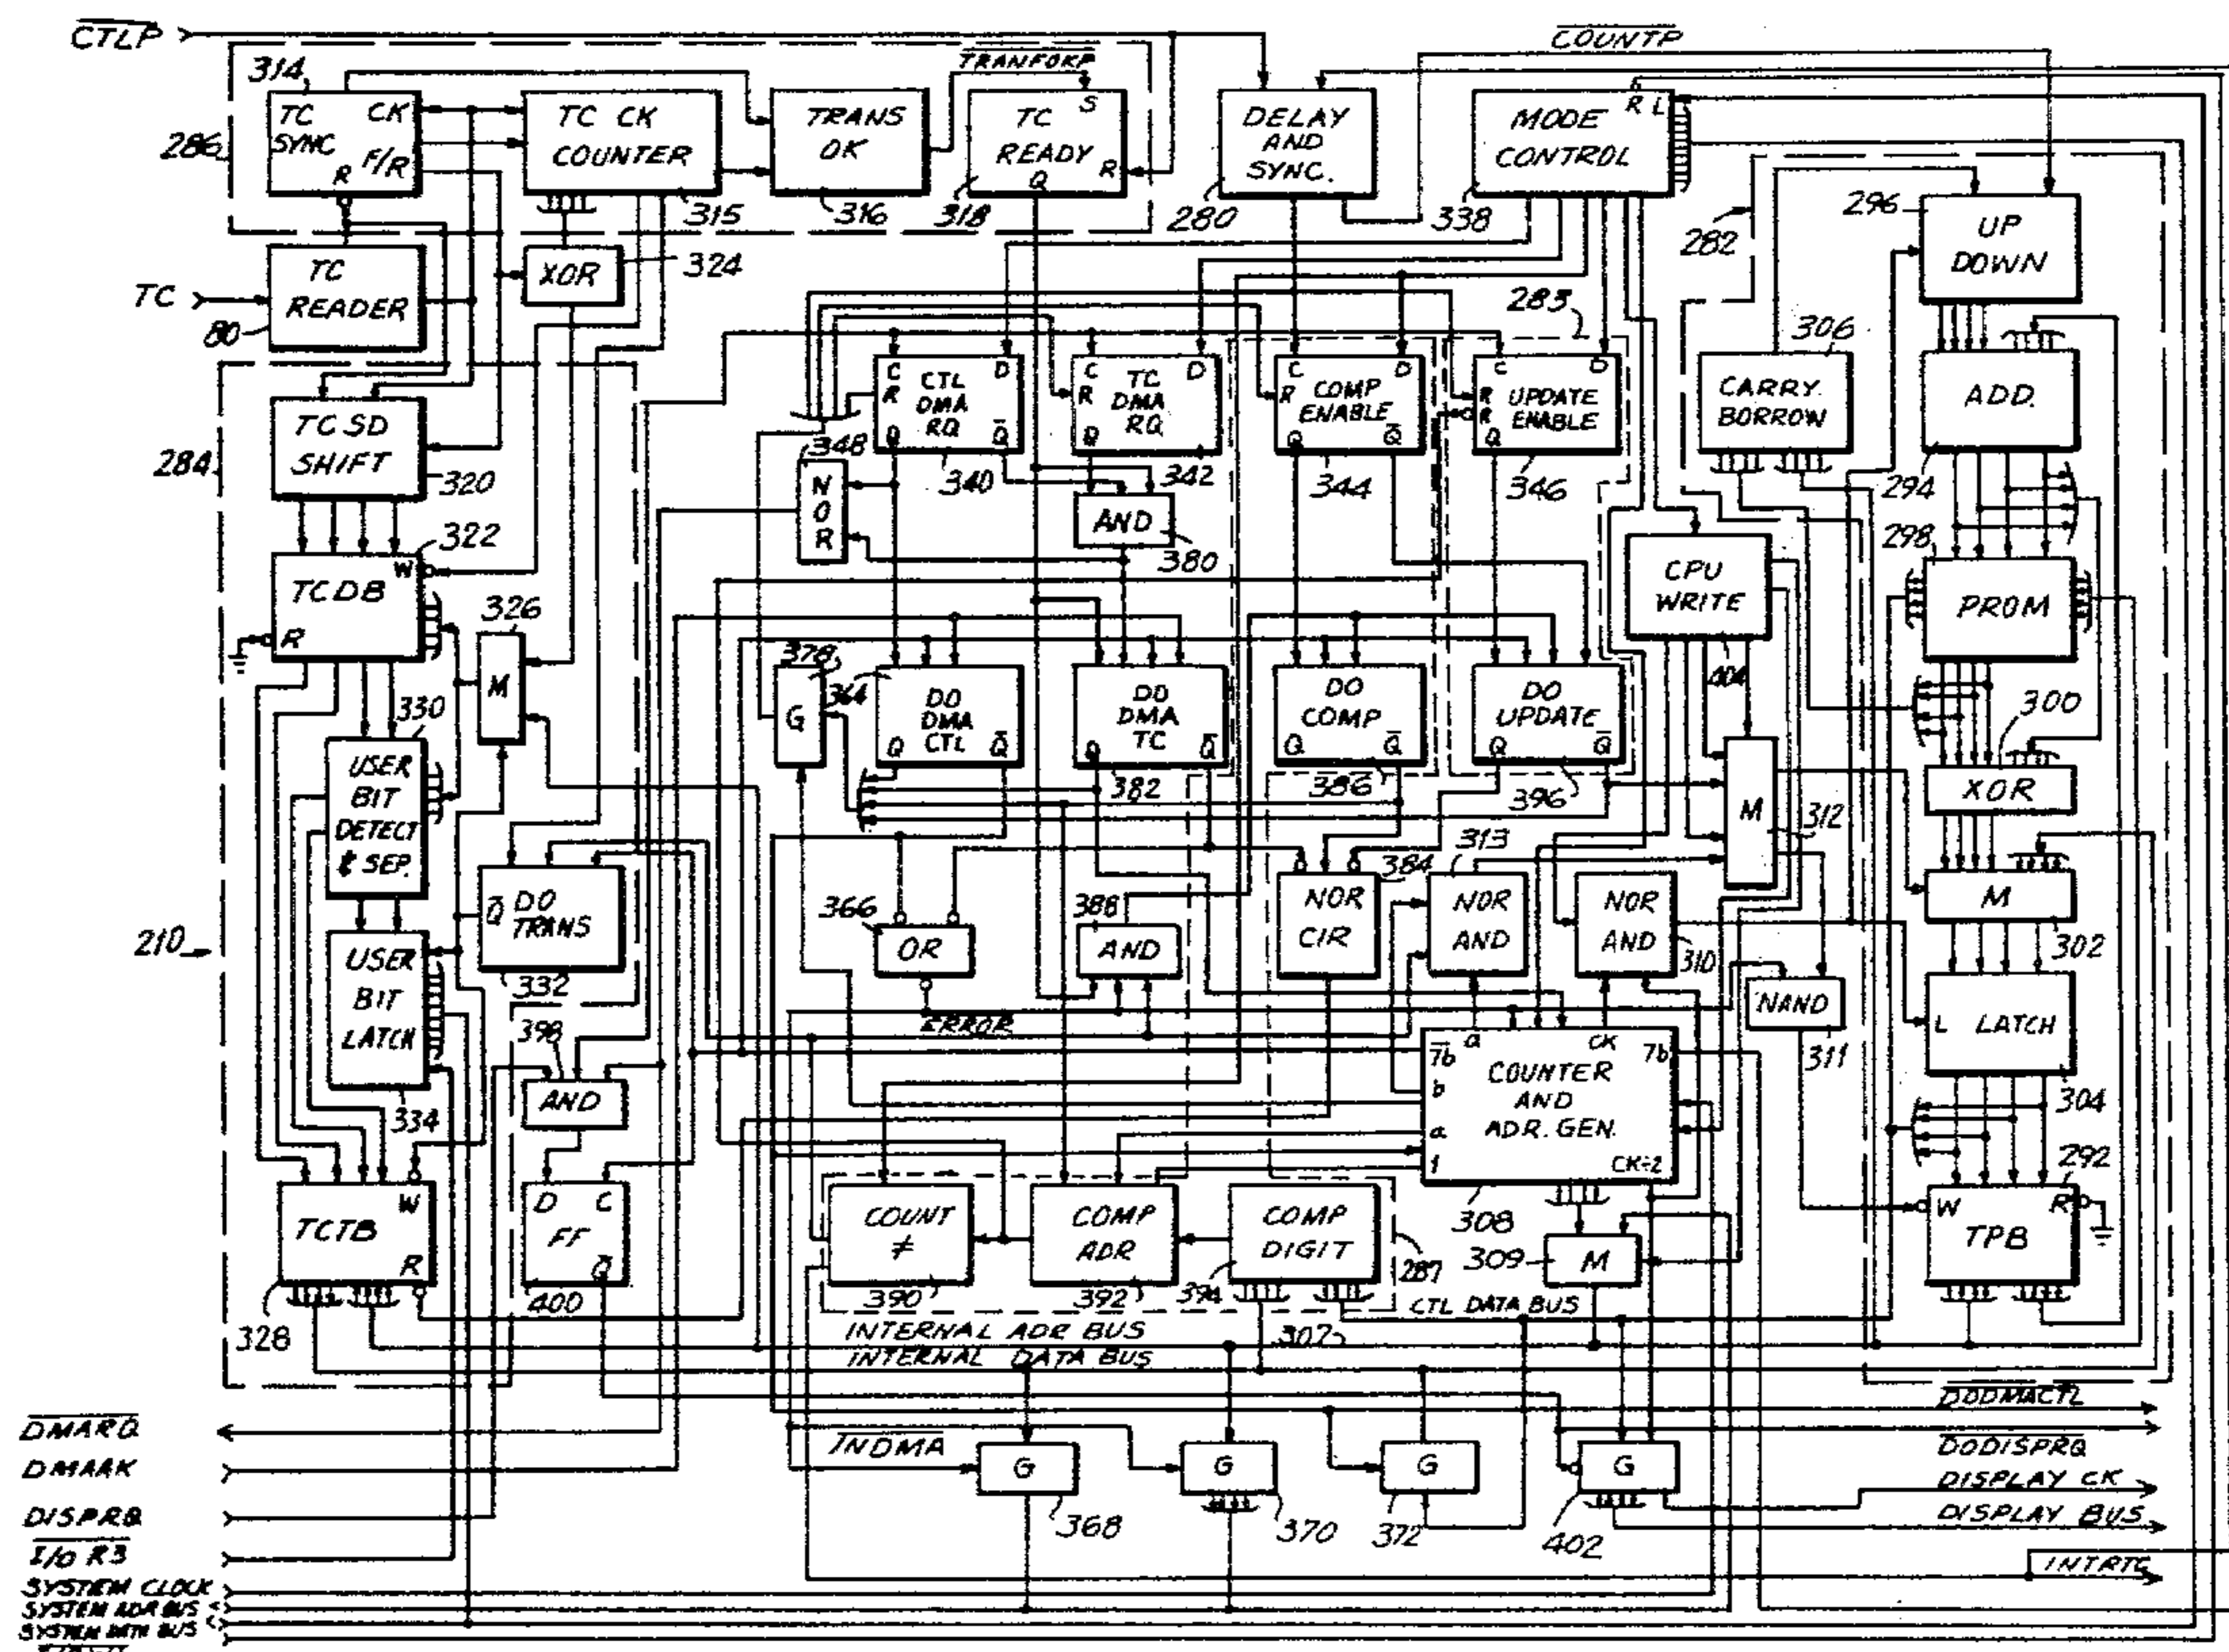 CTLP
COUNTP
TRANFOKP
314
TC SYNC
CK
F/R
R
TC CK COUNTER
TRANS OK
S
TC READY
Q
R
DELAY AND SYNC.
R L
MODE CONTROL
286
315
316
318
280
338
282
296
UP DOWN
TC
TC READER
80
XOR
324
283
306
CARRY BORROW
ADD.
294
284
TCSD SHIFT
320
C D
R
CTL DMA RQ
Q Q
340
C D
R
TC DMA RQ
Q
342
C D
R
COMP ENABLE
Q Q
344
C D
R
R
UPDATE ENABLE
Q
346
348
NOR
AND
380
322
W
TCDB
R
298
PROM
CPU WRITE
404
326
M
330
USER BIT DETECT & SEP.
378
G
364
DO DMA CTL
Q Q
DO DMA TC
Q Q
382
DO COMP
Q Q
386
DO UPDATE
Q Q
396
300
XOR
M
312
313
384
M
302
Q DO TRANS
332
366
OR
388
AND
NOR CIR
NOR AND
NOR AND
310
210
USER BIT LATCH
334
NAND
311
L LATCH
304
398
AND
ERROR
a CK
7b 7b
b
a
1
COUNTER AND ADR. GEN.
CK÷2
308
292
W R
TPB
TCTB
W
R
328
D C
FF
Q
400
COUNT ≠
390
COMP ADR
392
COMP DIGIT
394
287
309
M
CTL DATA BUS
INTERNAL ADR BUS
307
INTERNAL DATA BUS
DMARQ
DMAAK
DISPRQ
I/O R3
SYSTEM CLOCK
SYSTEM ADR BUS
SYSTEM DATA BUS
INDMA
G
368
G
370
G
372
G
402
DODMACTL
DODISPRQ
DISPLAY CK
DISPLAY BUS
INTRTC